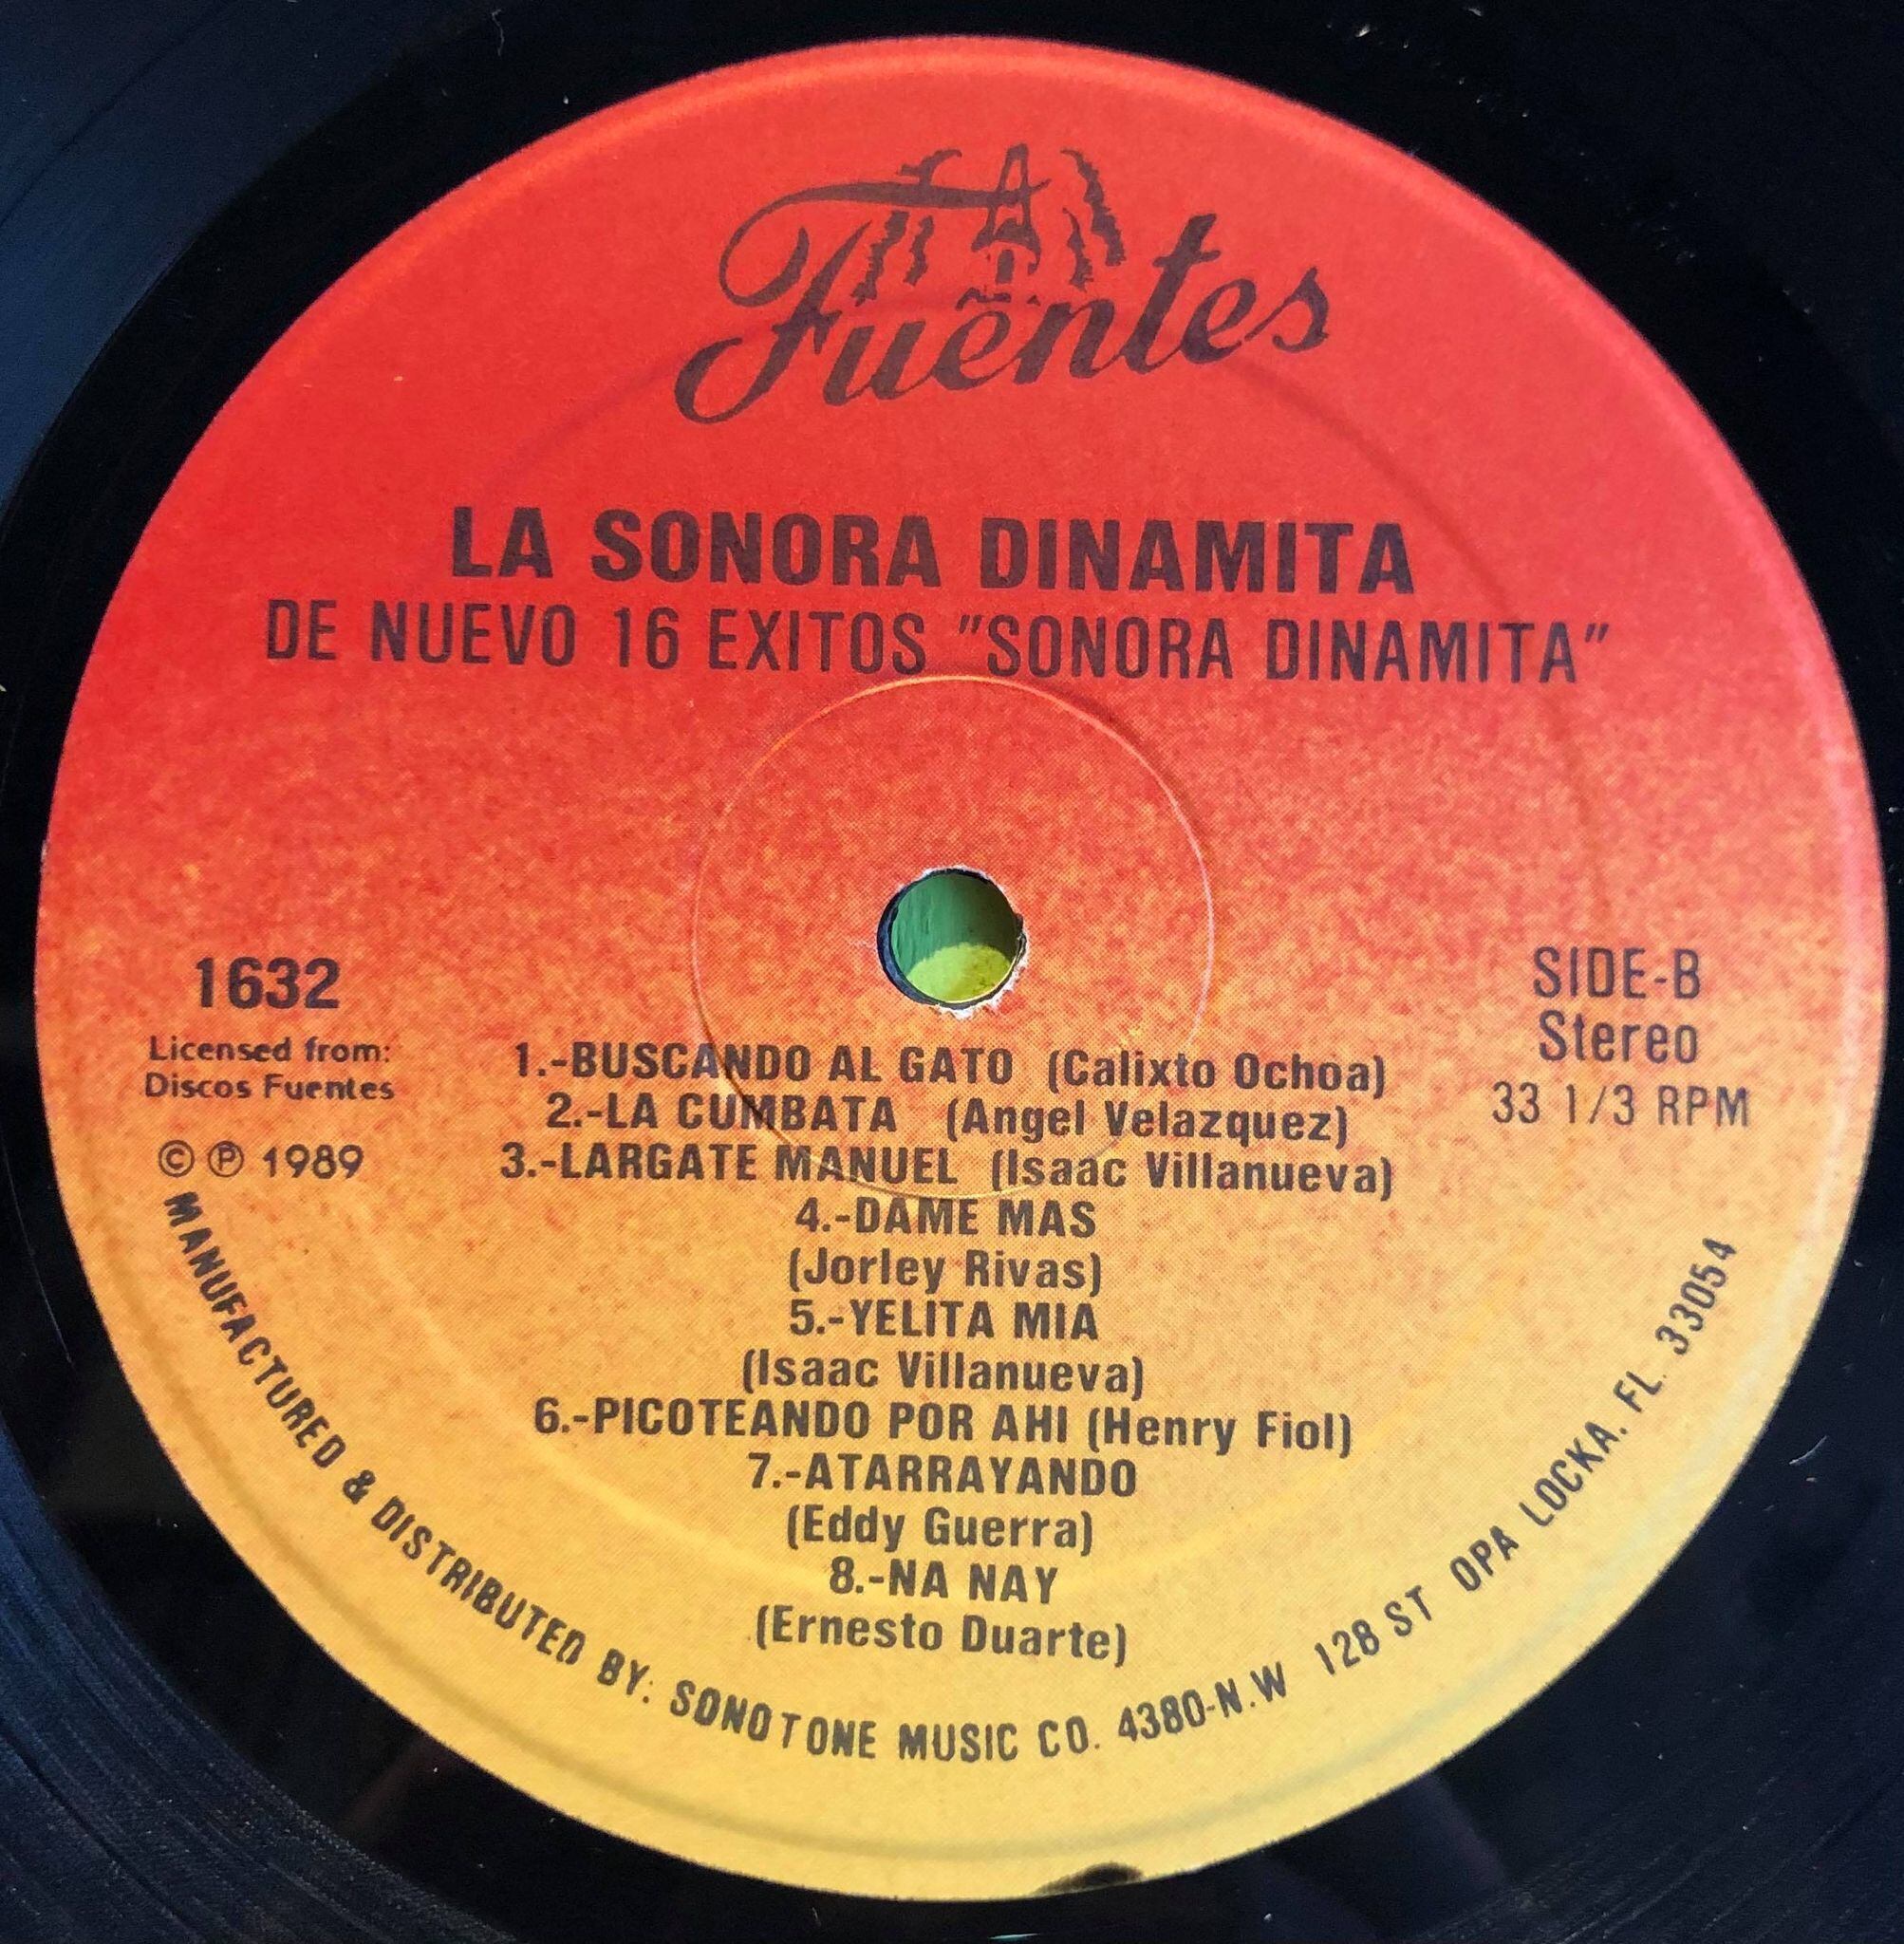 Fuentes
LA SONORA DINAMITA
DE NUEVO 16 EXITOS "SONORA DINAMITA"
1632
Licensed from:
Discos Fuentes
© ℗ 1989
SIDE-B
Stereo
33 1/3 RPM
1.-BUSCANDO AL GATO (Calixto Ochoa)
2.-LA CUMBATA (Angel Velazquez)
3.-LARGATE MANUEL (Isaac Villanueva)
4.-DAME MAS
(Jorley Rivas)
5.-YELITA MIA
(Isaac Villanueva)
6.-PICOTEANDO POR AHI (Henry Fiol)
7.-ATARRAYANDO
(Eddy Guerra)
8.-NA NAY
(Ernesto Duarte)
MANUFACTURED & DISTRIBUTED BY: SONOTONE MUSIC CO. 4380-N.W 128 ST OPA LOCKA. FL. 33054